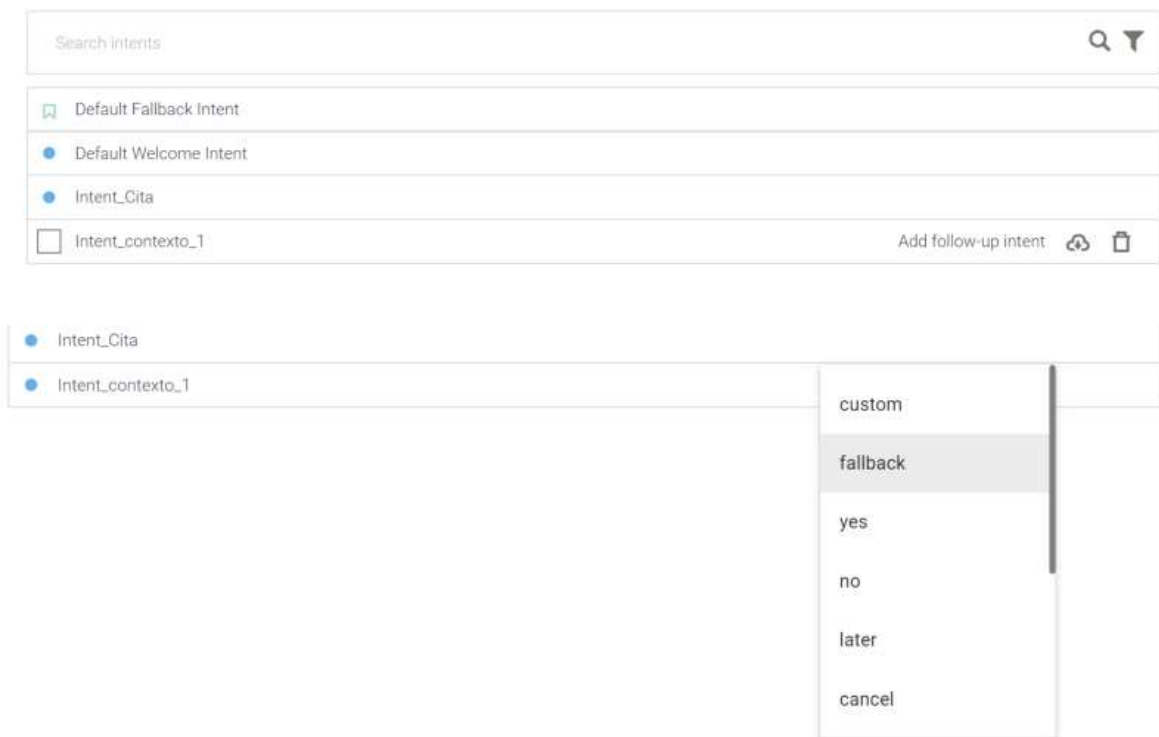 Search intents
Default Fallback Intent
Default Welcome Intent
Intent_Cita
Intent_contexto_1 Add follow-up intent
Intent_Cita
Intent_contexto_1
custom
fallback
yes
no
later
cancel